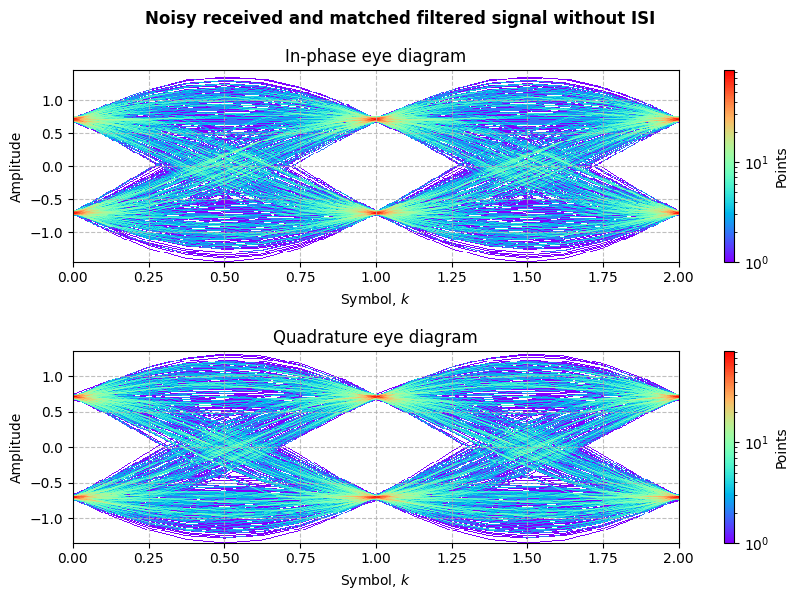 Noisy received and matched filtered signal without ISI
In-phase eye diagram
Amplitude
1.0
0.5
0.0
−0.5
−1.0
0.00 0.25 0.50 0.75 1.00 1.25 1.50 1.75 2.00
Symbol, k
10¹
10⁰
Points
Quadrature eye diagram
Amplitude
1.0
0.5
0.0
−0.5
−1.0
0.00 0.25 0.50 0.75 1.00 1.25 1.50 1.75 2.00
Symbol, k
10¹
10⁰
Points